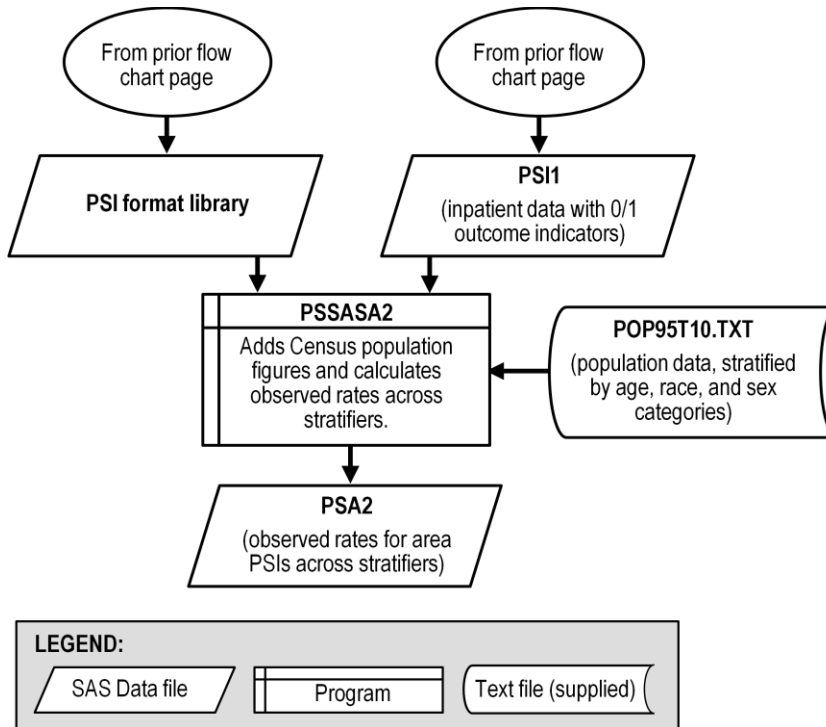 From prior flow
chart page
From prior flow
chart page
PSI format library
PSI1
(inpatient data with 0/1
outcome indicators)
PSSASA2
Adds Census population
figures and calculates
observed rates across
stratifiers.
POP95T10.TXT
(population data, stratified
by age, race, and sex
categories)
PSA2
(observed rates for area
PSIs across stratifiers)
LEGEND:
SAS Data file
Program
Text file (supplied)